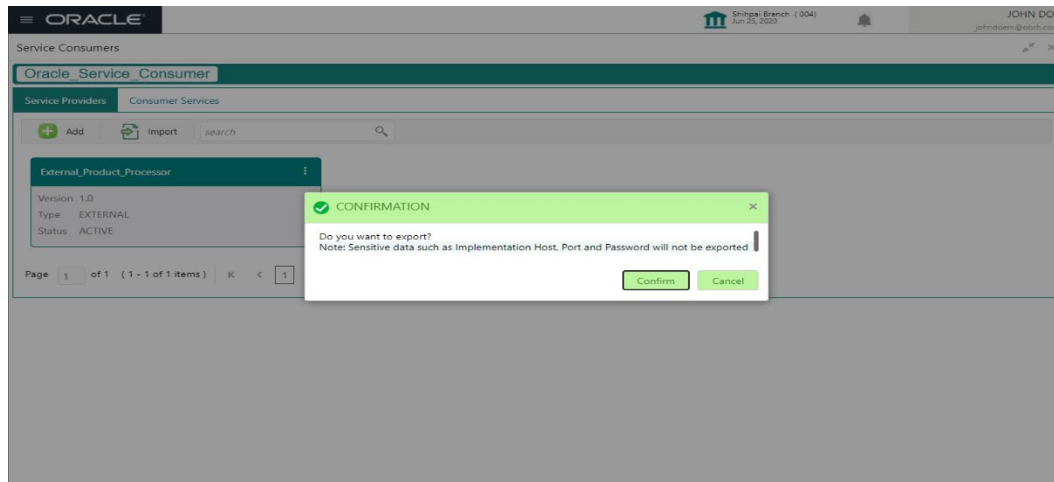 ORACLE
Shihpai Branch ( 004)
Jun 25, 2020
JOHN DO
Service Consumers
Oracle_Service_Consumer
Service Providers
Consumer Services
Add
Import
search
External_Product_Processor
Version 1.0
Type EXTERNAL
Status ACTIVE
Page 1 of 1 ( 1 - 1 of 1 items ) K < 1
CONFIRMATION
Do you want to export?
Note: Sensitive data such as Implementation Host, Port and Password will not be exported
Confirm
Cancel